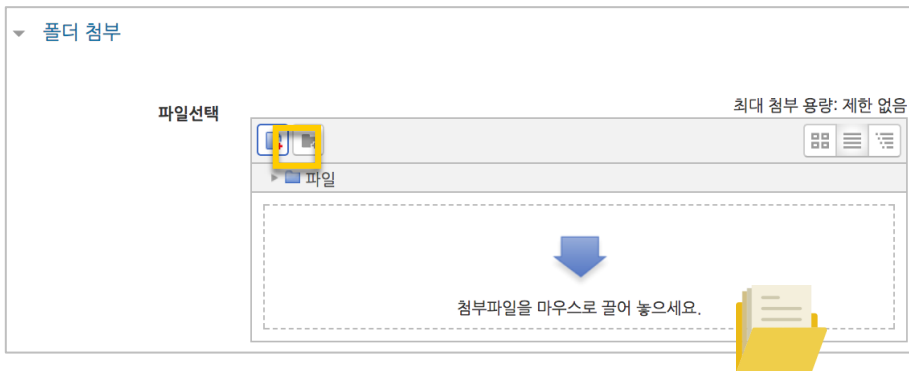 폴더 첨부
최대 첨부 용량: 제한 없음
파일선택
파일
첨부파일을 마우스로 끌어 놓으세요.